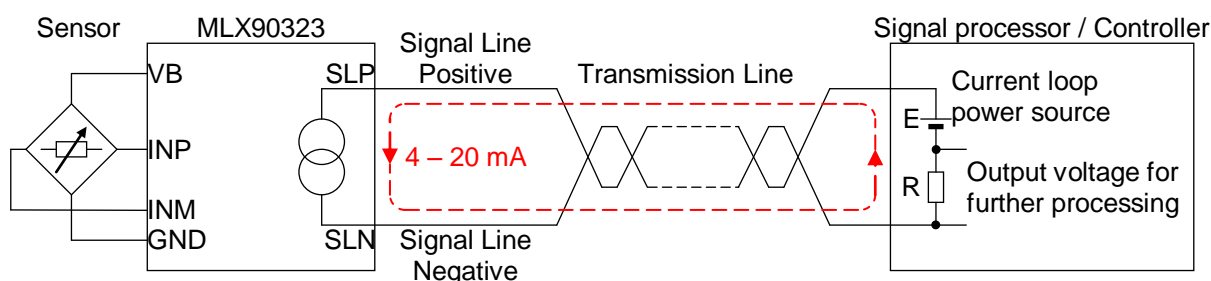 Sensor
MLX90323
Signal processor / Controller
VB
INP
INM
GND
SLP
SLN
Signal Line
Positive
Transmission Line
4 – 20 mA
Signal Line
Negative
Current loop
power source
E
R
Output voltage for
further processing